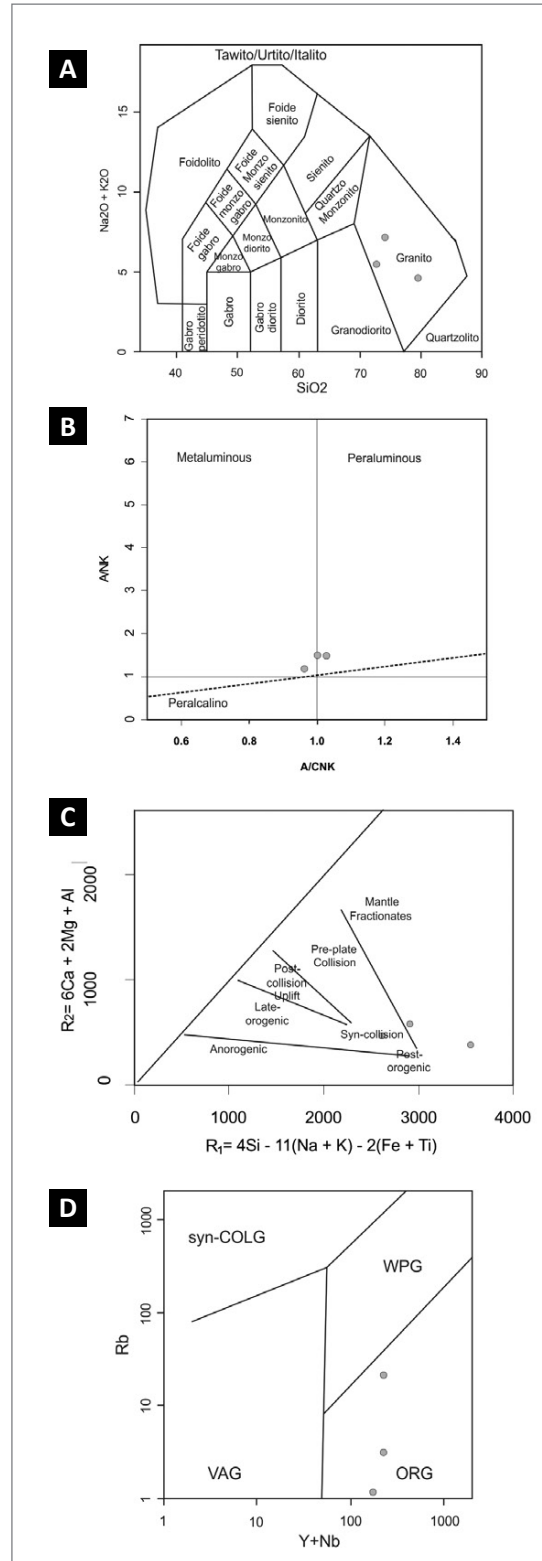 A
Tawito/Urtito/Italito
Na2O + K2O
15
10
5
0
Foide
sienito
Foidolito
Foide
Monzo
sienito
Foide
monzo
gabro
Foide
gabro
Sienito
Quartzo
Monzonito
Monzonito
Monzo
diorito
Monzo
gabro
Granito
Gabro
peridotito
Gabro
Gabro
diorito
Diorito
Granodiorito
Quartzolito
40 50 60 70 80 90
SiO2
B
A/NK
7
6
5
4
3
2
1
0
Metaluminous
Peraluminous
Peralcalino
0.6 0.8 1.0 1.2 1.4
A/CNK
C
R2= 6Ca + 2Mg + Al
2000
1000
0
Mantle
Fractionates
Pre-plate
Collision
Post-
collision
Uplift
Late-
orogenic
Syn-collision
Anorogenic
Post-
orogenic
0 1000 2000 3000 4000
R1= 4Si - 11(Na + K) - 2(Fe + Ti)
D
Rb
1000
100
10
1
syn-COLG
WPG
VAG
ORG
1 10 100 1000
Y+Nb